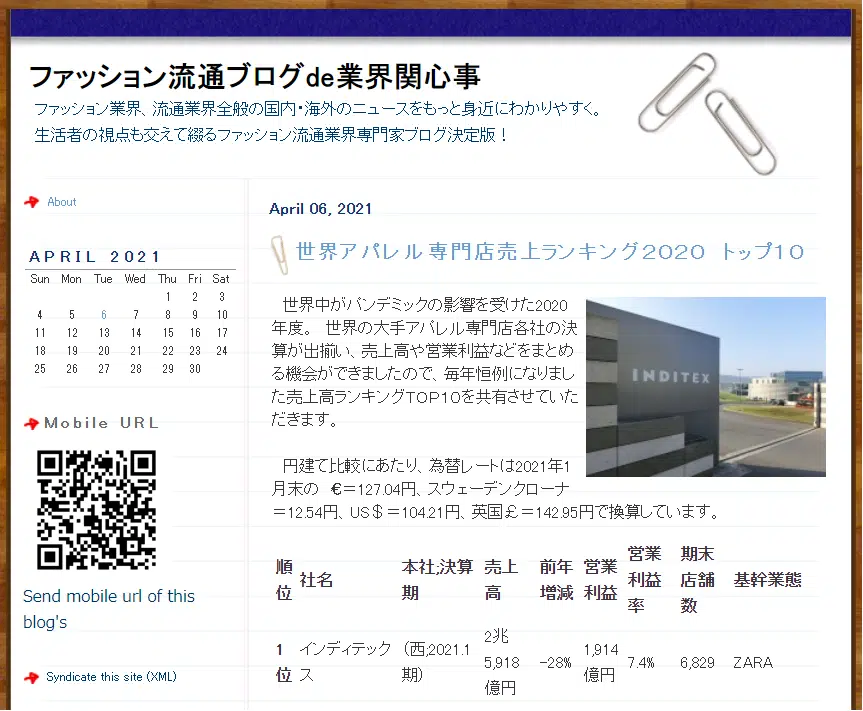 ファッション流通ブログde業界関心事
ファッション業界、流通業界全般の国内・海外のニュースをもっと身近にわかりやすく。
生活者の視点も交えて綴るファッション流通業界専門家ブログ決定版！
About
APRIL 2021
Sun Mon Tue Wed Thu Fri Sat
1 2 3
4 5 6 7 8 9 10
11 12 13 14 15 16 17
18 19 20 21 22 23 24
25 26 27 28 29 30
Mobile URL
Send mobile url of this
blog's
Syndicate this site (XML)
April 06, 2021
世界アパレル専門店売上ランキング2020 トップ10
世界中がパンデミックの影響を受けた2020
年度。 世界の大手アパレル専門店各社の決
算が出揃い、売上高や営業利益などをまとめ
る機会ができましたので、毎年恒例になりまし
た売上高ランキングTOP10を共有させていた
だきます。
INDITEX
円建て比較にあたり、為替レートは2021年1
月末の €＝127.04円、スウェーデンクローナ
＝12.54円、US＄＝104.21円、英国￡＝142.95円で換算しています。
順位 社名 本社;決算期 売上高 前年増減 営業利益 営業利益率 期末店舗数 基幹業態
1位 インディテックス (西;2021.1期) 2兆5,918億円 -28% 1,914億円 7.4% 6,829 ZARA